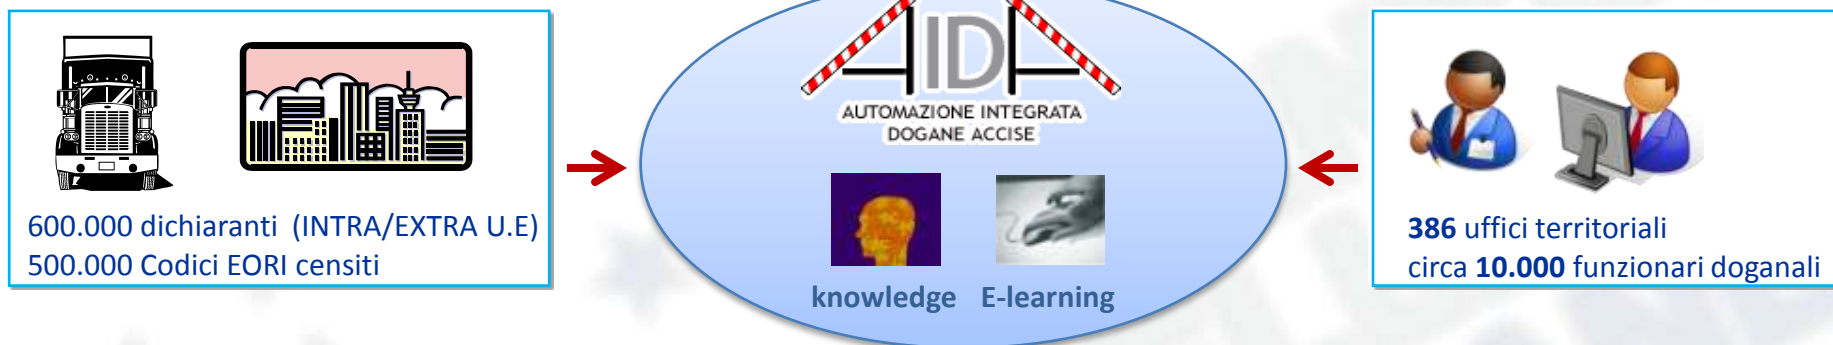 600.000 dichiaranti (INTRA/EXTRA U.E)
500.000 Codici EORI censiti
AIDA
AUTOMAZIONE INTEGRATA
DOGANE ACCISE
knowledge E-learning
386 uffici territoriali
circa 10.000 funzionari doganali